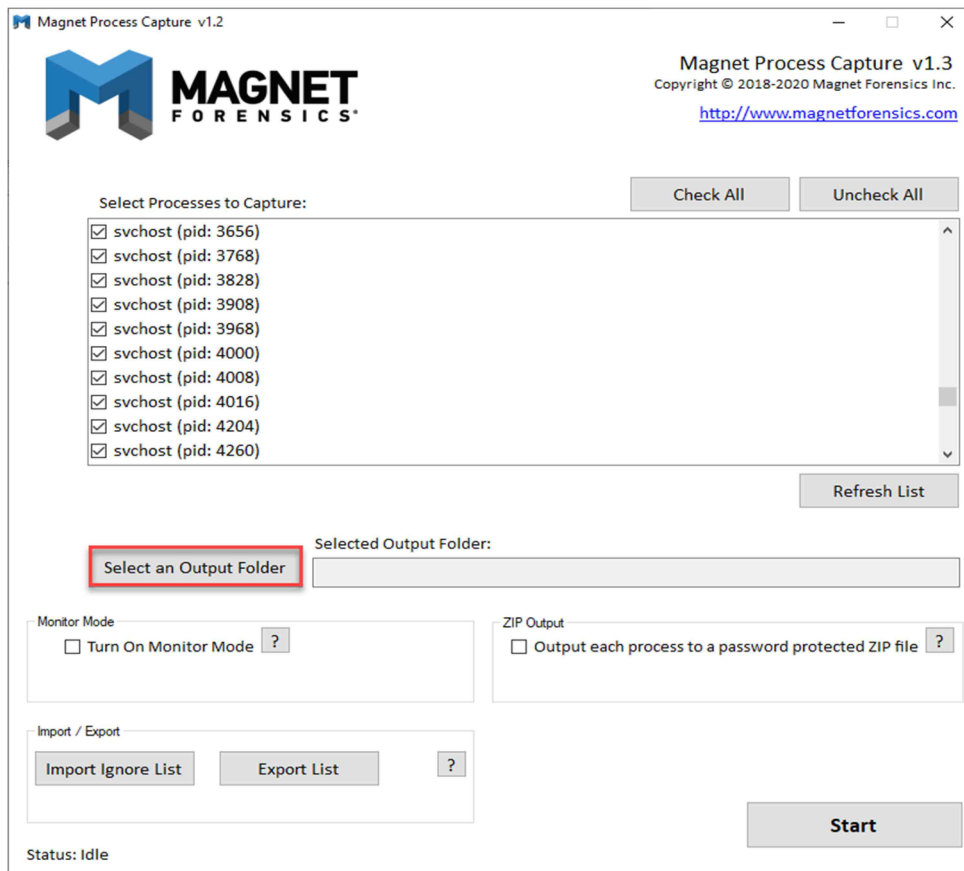 Magnet Process Capture v1.2
MAGNET
FORENSICS®
Magnet Process Capture v1.3
Copyright © 2018-2020 Magnet Forensics Inc.
http://www.magnetforensics.com
Select Processes to Capture:
Check All
Uncheck All
svchost (pid: 3656)
svchost (pid: 3768)
svchost (pid: 3828)
svchost (pid: 3908)
svchost (pid: 3968)
svchost (pid: 4000)
svchost (pid: 4008)
svchost (pid: 4016)
svchost (pid: 4204)
svchost (pid: 4260)
Refresh List
Select an Output Folder
Selected Output Folder:
Monitor Mode
Turn On Monitor Mode ?
ZIP Output
Output each process to a password protected ZIP file ?
Import / Export
Import Ignore List
Export List
?
Start
Status: Idle